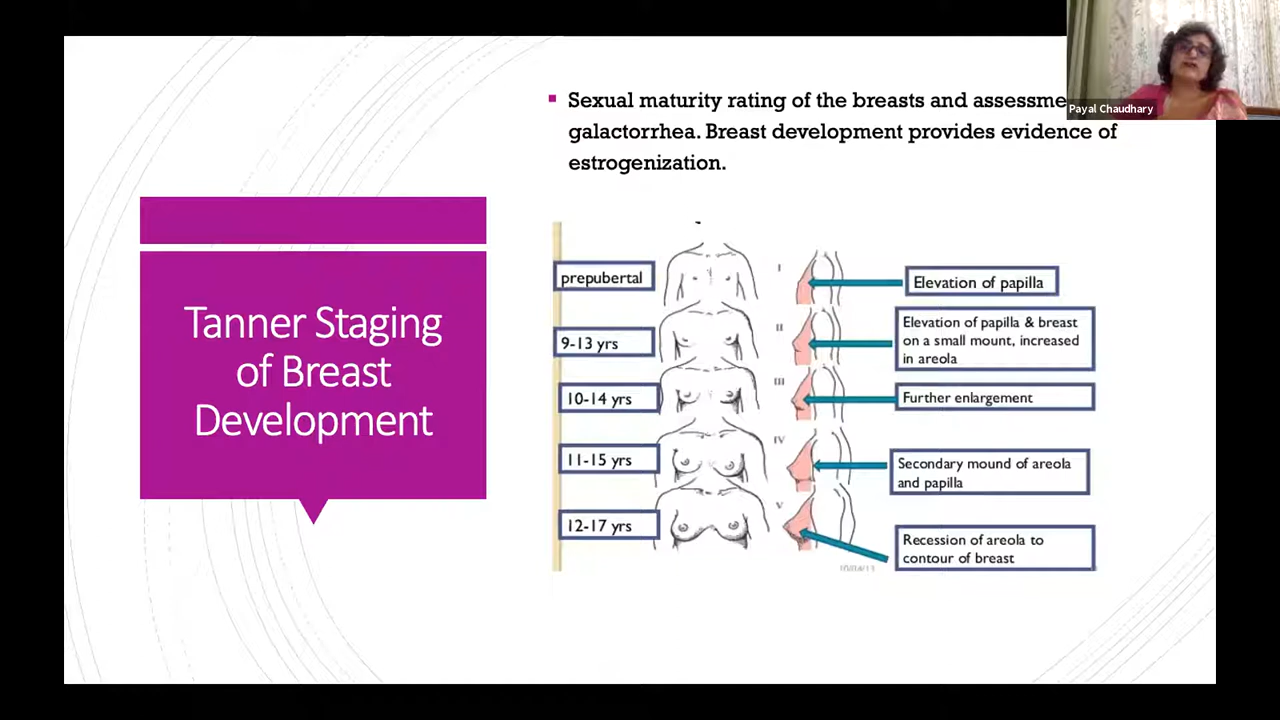 Sexual maturity rating of the breasts and assessme
galactorrhea. Breast development provides evidence of
estrogenization.
Payal Chaudhary
Tanner Staging
of Breast
Development
prepubertal
I
Elevation of papilla
9-13 yrs
II
Elevation of papilla & breast
on a small mount, increased
in areola
10-14 yrs
III
Further enlargement
11-15 yrs
IV
Secondary mound of areola
and papilla
12-17 yrs
V
Recession of areola to
contour of breast